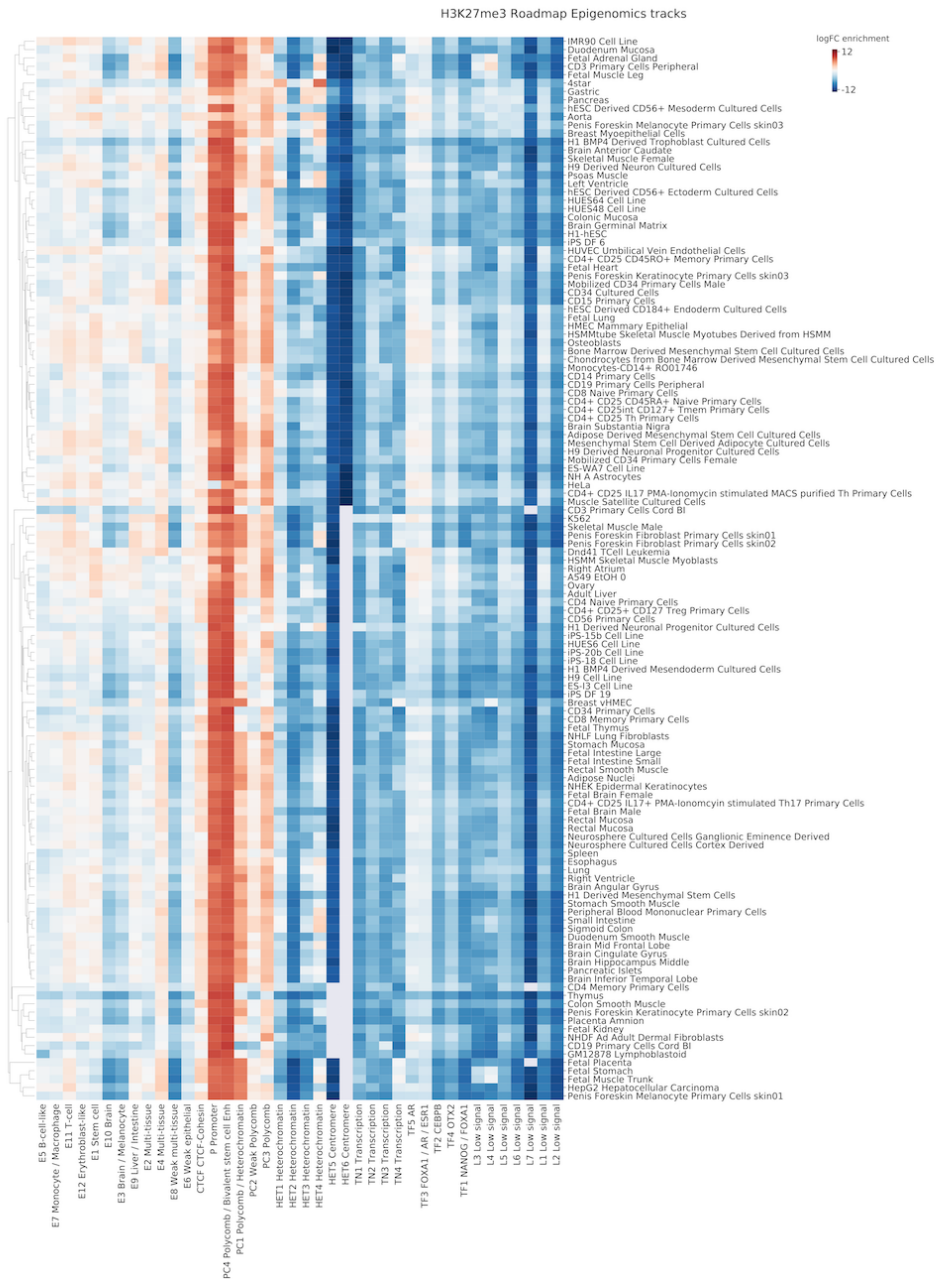 H3K27me3 Roadmap Epigenomics tracks
logFC enrichment
12
-12
IMR90 Cell Line
Duodenum Mucosa
Fetal Adrenal Gland
CD3 Primary Cells Peripheral
Fetal Muscle Leg
4star
Gastric
Pancreas
hESC Derived CD56+ Mesoderm Cultured Cells
Aorta
Penis Foreskin Melanocyte Primary Cells skin03
Breast Myoepithelial Cells
H1 BMP4 Derived Trophoblast Cultured Cells
Brain Anterior Caudate
Skeletal Muscle Female
H9 Derived Neuron Cultured Cells
Psoas Muscle
Left Ventricle
hESC Derived CD56+ Ectoderm Cultured Cells
HUES64 Cell Line
HUES48 Cell Line
Colonic Mucosa
Brain Germinal Matrix
H1-hESC
iPS DF 6
HUVEC Umbilical Vein Endothelial Cells
CD4+ CD25 CD45RO+ Memory Primary Cells
Fetal Heart
Penis Foreskin Keratinocyte Primary Cells skin03
Mobilized CD34 Primary Cells Male
CD34 Cultured Cells
CD15 Primary Cells
hESC Derived CD184+ Endoderm Cultured Cells
Fetal Lung
HMEC Mammary Epithelial
HSMMtube Skeletal Muscle Myotubes Derived from HSMM
Osteoblasts
Bone Marrow Derived Mesenchymal Stem Cell Cultured Cells
Chondrocytes from Bone Marrow Derived Mesenchymal Stem Cell Cultured Cells
Monocytes-CD14+ RO01746
CD14 Primary Cells
CD19 Primary Cells Peripheral
CD8 Naive Primary Cells
CD4+ CD25 CD45RA+ Naive Primary Cells
CD4+ CD25int CD127+ Tmem Primary Cells
CD4+ CD25 Th Primary Cells
Brain Substantia Nigra
Adipose Derived Mesenchymal Stem Cell Cultured Cells
Mesenchymal Stem Cell Derived Adipocyte Cultured Cells
H9 Derived Neuronal Progenitor Cultured Cells
Mobilized CD34 Primary Cells Female
ES-WA7 Cell Line
NH A Astrocytes
HeLa
CD4+ CD25 IL17 PMA-Ionomycin stimulated MACS purified Th Primary Cells
Muscle Satellite Cultured Cells
CD3 Primary Cells Cord BI
K562
Skeletal Muscle Male
Penis Foreskin Fibroblast Primary Cells skin01
Penis Foreskin Fibroblast Primary Cells skin02
Dnd41 TCell Leukemia
HSMM Skeletal Muscle Myoblasts
Right Atrium
A549 EtOH 0
Ovary
Adult Liver
CD4 Naive Primary Cells
CD4+ CD25+ CD127 Treg Primary Cells
CD56 Primary Cells
H1 Derived Neuronal Progenitor Cultured Cells
iPS-15b Cell Line
HUES6 Cell Line
iPS-20b Cell Line
iPS-18 Cell Line
H1 BMP4 Derived Mesendoderm Cultured Cells
H9 Cell Line
ES-I3 Cell Line
iPS DF 19
Breast vHMEC
CD34 Primary Cells
CD8 Memory Primary Cells
Fetal Thymus
NHLF Lung Fibroblasts
Stomach Mucosa
Fetal Intestine Large
Fetal Intestine Small
Rectal Smooth Muscle
Adipose Nuclei
NHEK Epidermal Keratinocytes
Fetal Brain Female
CD4+ CD25 IL17+ PMA-Ionomcyin stimulated Th17 Primary Cells
Fetal Brain Male
Rectal Mucosa
Rectal Mucosa
Neurosphere Cultured Cells Ganglionic Eminence Derived
Neurosphere Cultured Cells Cortex Derived
Spleen
Esophagus
Lung
Right Ventricle
Brain Angular Gyrus
H1 Derived Mesenchymal Stem Cells
Stomach Smooth Muscle
Peripheral Blood Mononuclear Primary Cells
Small Intestine
Sigmoid Colon
Duodenum Smooth Muscle
Brain Mid Frontal Lobe
Brain Cingulate Gyrus
Brain Hippocampus Middle
Pancreatic Islets
Brain Inferior Temporal Lobe
CD4 Memory Primary Cells
Thymus
Colon Smooth Muscle
Penis Foreskin Keratinocyte Primary Cells skin02
Placenta Amnion
Fetal Kidney
NHDF Ad Adult Dermal Fibroblasts
CD19 Primary Cells Cord BI
GM12878 Lymphoblastoid
Fetal Placenta
Fetal Stomach
Fetal Muscle Trunk
HepG2 Hepatocellular Carcinoma
Penis Foreskin Melanocyte Primary Cells skin01
E5 B-cell-like
E7 Monocyte / Macrophage
E11 T-cell
E12 Erythroblast-like
E1 Stem cell
E10 Brain
E3 Brain / Melanocyte
E9 Liver / Intestine
E2 Multi-tissue
E4 Multi-tissue
E8 Weak multi-tissue
E6 Weak epithelial
CTCF CTCF-Cohesin
P Promoter
PC4 Polycomb / Bivalent stem cell Enh
PC1 Polycomb / Heterochromatin
PC2 Weak Polycomb
PC3 Polycomb
HET1 Heterochromatin
HET2 Heterochromatin
HET3 Heterochromatin
HET4 Heterochromatin
HET5 Centromere
HET6 Centromere
TN1 Transcription
TN2 Transcription
TN3 Transcription
TN4 Transcription
TF5 AR
TF3 FOXA1 / AR / ESR1
TF2 CEBPB
TF4 OTX2
TF1 NANOG / FOXA1
L3 Low signal
L4 Low signal
L5 Low signal
L6 Low signal
L7 Low signal
L1 Low signal
L2 Low signal